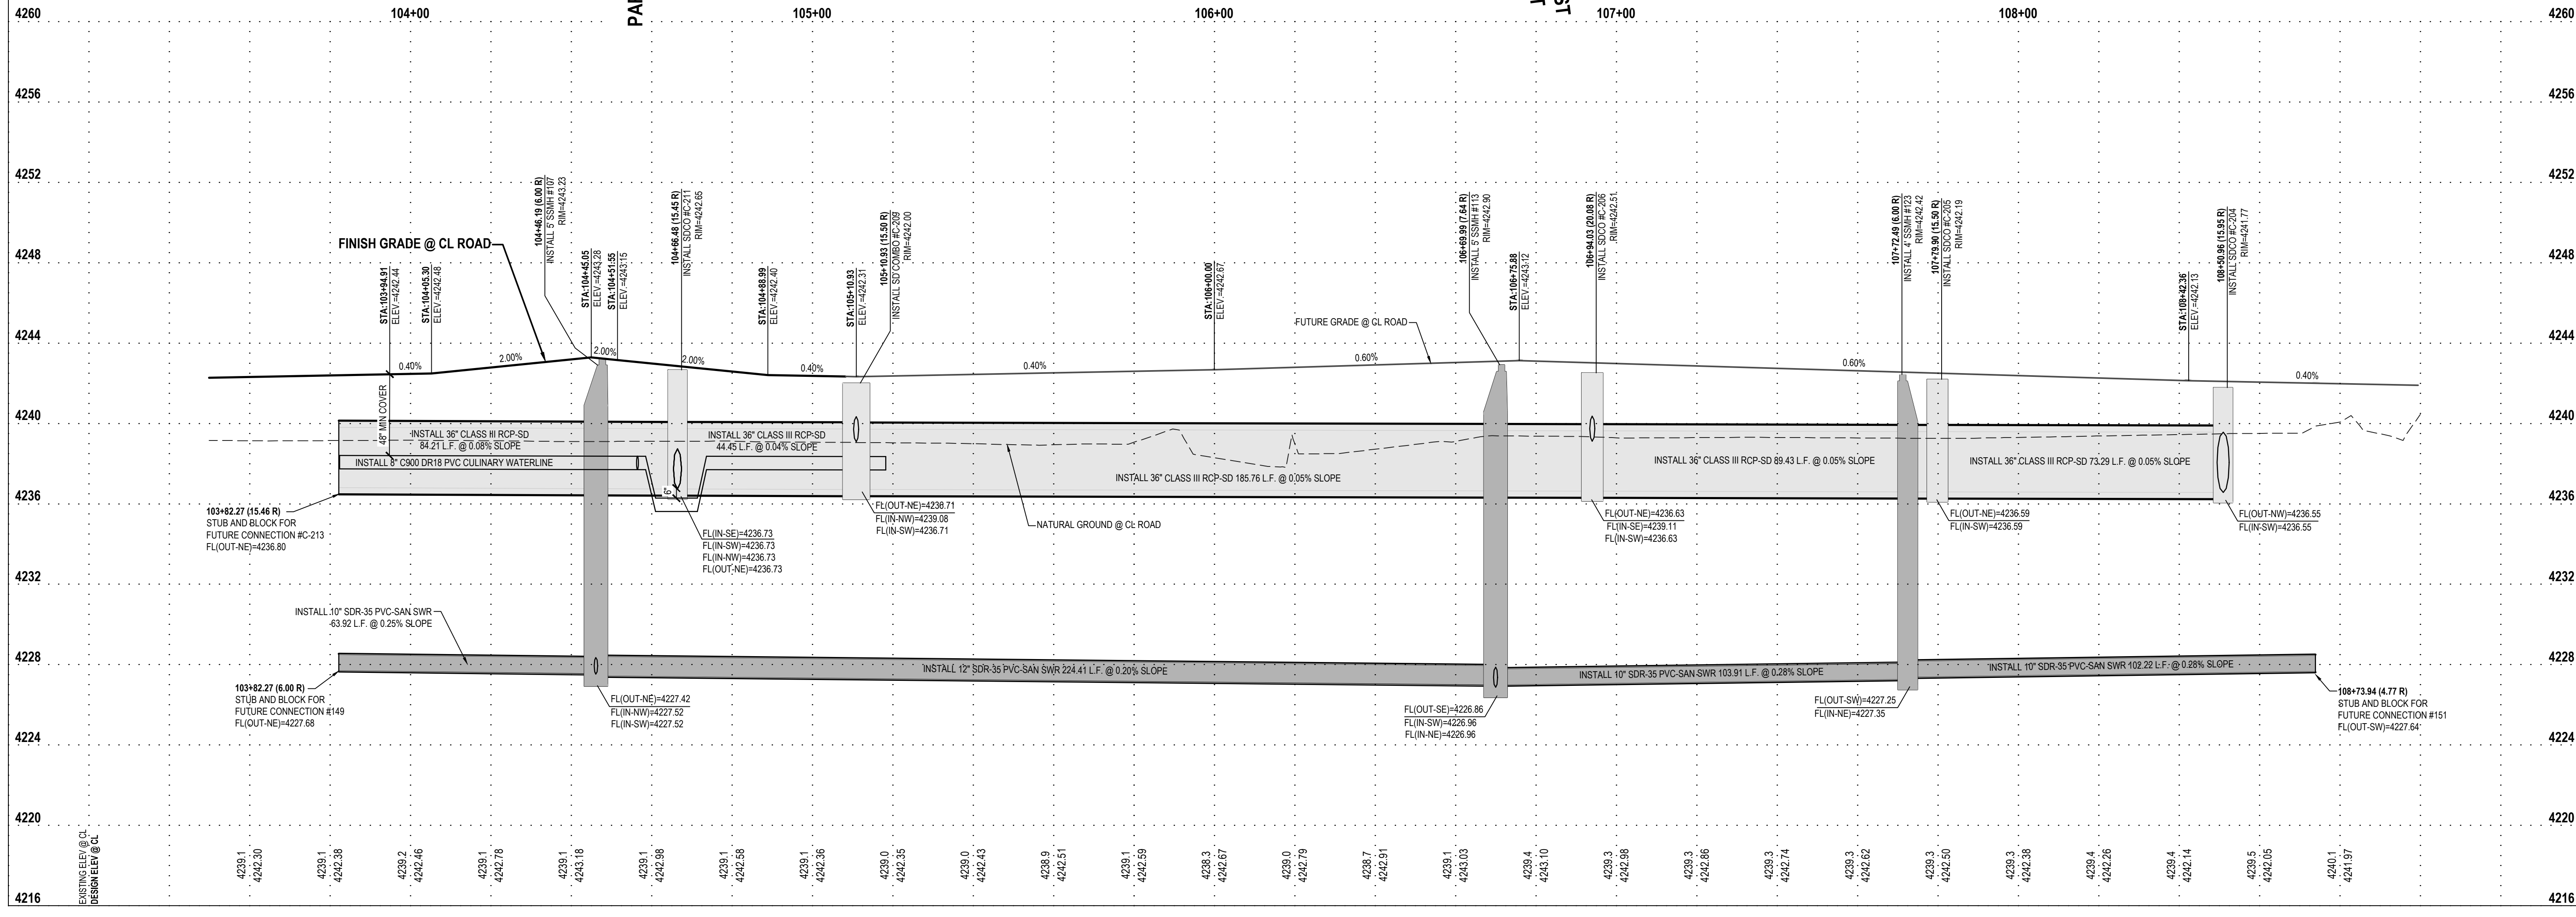 104+00
105+00
106+00
107+00
108+00
4260
4260
4256
4256
4252
4252
4248
4248
4244
4244
4240
4240
4236
4236
4232
4232
4228
4228
4224
4224
4220
4220
4216
4216
PA
ST
FINISH GRADE @ CL ROAD
STA:103+94.91
ELEV.=4242.44
STA:104+05.30
ELEV.=4242.48
104+46.19 (6.00 R)
INSTALL 5' SSMH #107
RIM=4243.23
STA:104+45.05
ELEV.=4243.28
STA:104+51.55
ELEV.=4243.15
104+66.48 (15.45 R)
INSTALL SDCO #C-211
RIM=4242.65
STA:104+88.99
ELEV.=4242.40
STA:105+10.93
ELEV.=4242.31
105+10.93 (15.50 R)
INSTALL SD COMBO #C-209
RIM=4242.00
STA:106+00.00
ELEV.=4242.67
FUTURE GRADE @ CL ROAD
106+69.99 (7.64 R)
INSTALL 5' SSMH #113
RIM=4242.90
STA:106+75.88
ELEV.=4243.12
106+94.03 (20.08 R)
INSTALL SDCO #C-206
RIM=4242.51
107+72.49 (6.00 R)
INSTALL 4' SSMH #123
RIM=4242.42
107+79.90 (15.50 R)
INSTALL SDCO #C-205
RIM=4242.19
STA:108+42.36
ELEV.=4242.13
108+50.96 (15.95 R)
INSTALL SDCO #C-204
RIM=4241.77
0.40%
2.00%
2.00%
2.00%
0.40%
0.40%
0.60%
0.60%
0.40%
48" MIN COVER
INSTALL 36" CLASS III RCP-SD
84.21 L.F. @ 0.08% SLOPE
INSTALL 8" C900 DR18 PVC CULINARY WATERLINE
INSTALL 36" CLASS III RCP-SD
44.45 L.F. @ 0.04% SLOPE
6"
INSTALL 36" CLASS III RCP-SD 185.76 L.F. @ 0.05% SLOPE
INSTALL 36" CLASS III RCP-SD 89.43 L.F. @ 0.05% SLOPE
INSTALL 36" CLASS III RCP-SD 73.29 L.F. @ 0.05% SLOPE
103+82.27 (15.46 R)
STUB AND BLOCK FOR
FUTURE CONNECTION #C-213
FL(OUT-NE)=4236.80
FL(IN-SE)=4236.73
FL(IN-SW)=4236.73
FL(IN-NW)=4236.73
FL(OUT-NE)=4236.73
FL(OUT-NE)=4236.71
FL(IN-NW)=4239.08
FL(IN-SW)=4236.71
NATURAL GROUND @ CL ROAD
FL(OUT-NE)=4236.63
FL(IN-SE)=4239.11
FL(IN-SW)=4236.63
FL(OUT-NE)=4236.59
FL(IN-SW)=4236.59
FL(OUT-NW)=4236.55
FL(IN-SW)=4236.55
INSTALL 10" SDR-35 PVC-SAN SWR
63.92 L.F. @ 0.25% SLOPE
INSTALL 12" SDR-35 PVC-SAN SWR 224.41 L.F. @ 0.20% SLOPE
INSTALL 10" SDR-35 PVC-SAN SWR 103.91 L.F. @ 0.28% SLOPE
INSTALL 10" SDR-35 PVC-SAN SWR 102.22 L.F. @ 0.28% SLOPE
103+82.27 (6.00 R)
STUB AND BLOCK FOR
FUTURE CONNECTION #149
FL(OUT-NE)=4227.68
FL(OUT-NE)=4227.42
FL(IN-NW)=4227.52
FL(IN-SW)=4227.52
FL(OUT-SE)=4226.86
FL(IN-SW)=4226.96
FL(IN-NE)=4226.96
FL(OUT-SW)=4227.25
FL(IN-NE)=4227.35
108+73.94 (4.77 R)
STUB AND BLOCK FOR
FUTURE CONNECTION #151
FL(OUT-SW)=4227.64
EXISTING ELEV @ CL
DESIGN ELEV @ CL
4239.1
4242.30
4239.1
4242.38
4239.2
4242.46
4239.1
4242.78
4239.1
4243.18
4239.1
4242.98
4239.1
4242.58
4239.1
4242.36
4239.0
4242.35
4239.0
4242.43
4238.9
4242.51
4239.1
4242.59
4238.3
4242.67
4239.0
4242.79
4238.7
4242.91
4239.1
4243.03
4239.4
4243.10
4239.3
4242.98
4239.3
4242.86
4239.3
4242.74
4239.3
4242.62
4239.3
4242.50
4239.3
4242.38
4239.4
4242.26
4239.4
4242.14
4239.5
4242.05
4240.1
4241.97